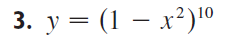 3. y = (1 − x²)¹⁰